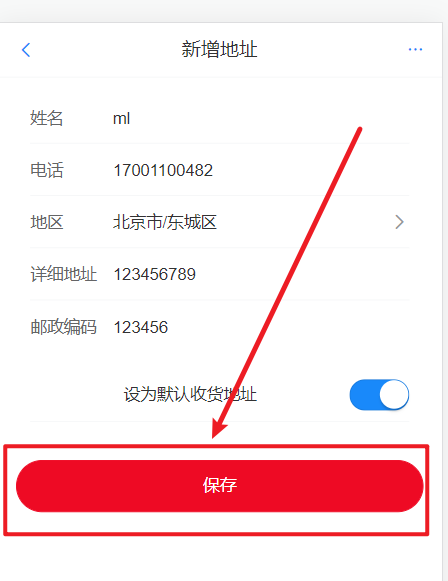 新增地址
姓名 ml
电话 17001100482
地区 北京市/东城区
详细地址 123456789
邮政编码 123456
设为默认收货地址
保存